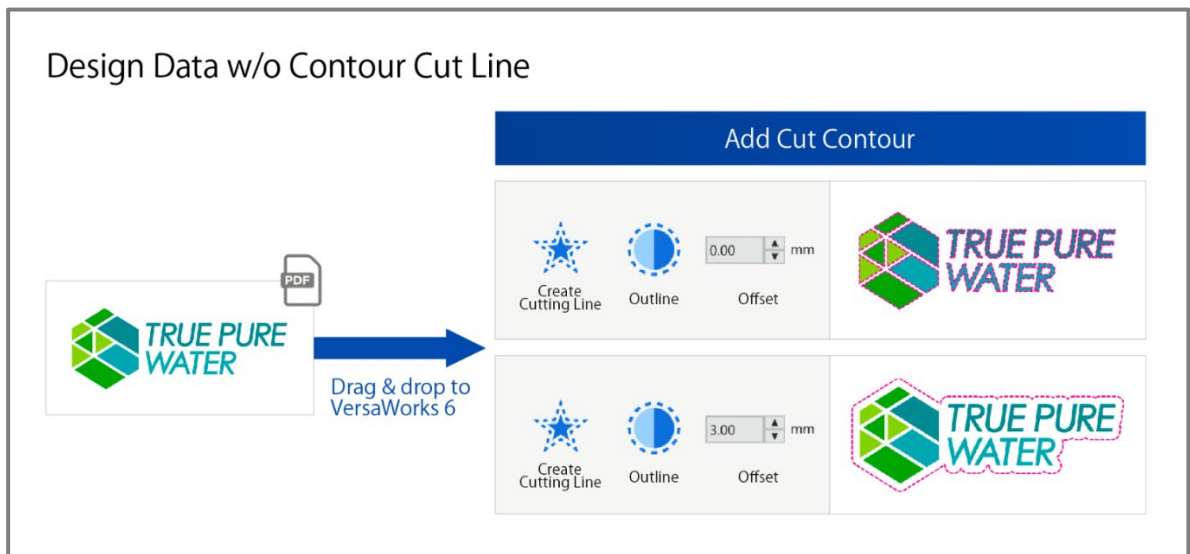 Design Data w/o Contour Cut Line
Add Cut Contour
PDF
TRUE PURE
WATER
Drag & drop to
VersaWorks 6
Create
Cutting Line
Outline
0.00
mm
Offset
TRUE PURE
WATER
Create
Cutting Line
Outline
3.00
mm
Offset
TRUE PURE
WATER